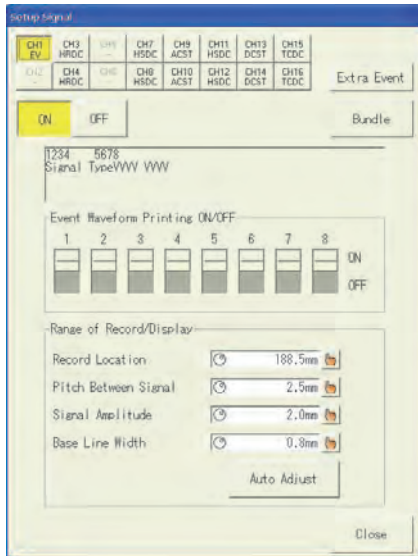 Setup Signal
CH1 CH3 CH5 CH7 CH9 CH11 CH13 CH15
EV HRDC - HSDC ACST HSDC DCST TCDC
CH2 CH4 CH6 CH8 CH10 CH12 CH14 CH16
- HRDC - HSDC ACST HSDC DCST TCDC
Extra Event
ON OFF
Bundle
1234 5678
Signal TypeVVVV VVVV
Event Waveform Printing ON/OFF
1 2 3 4 5 6 7 8
ON
OFF
Range of Record/Display
Record Location 188.5mm
Pitch Between Signal 2.5mm
Signal Amplitude 2.0mm
Base Line Width 0.8mm
Auto Adjust
Close